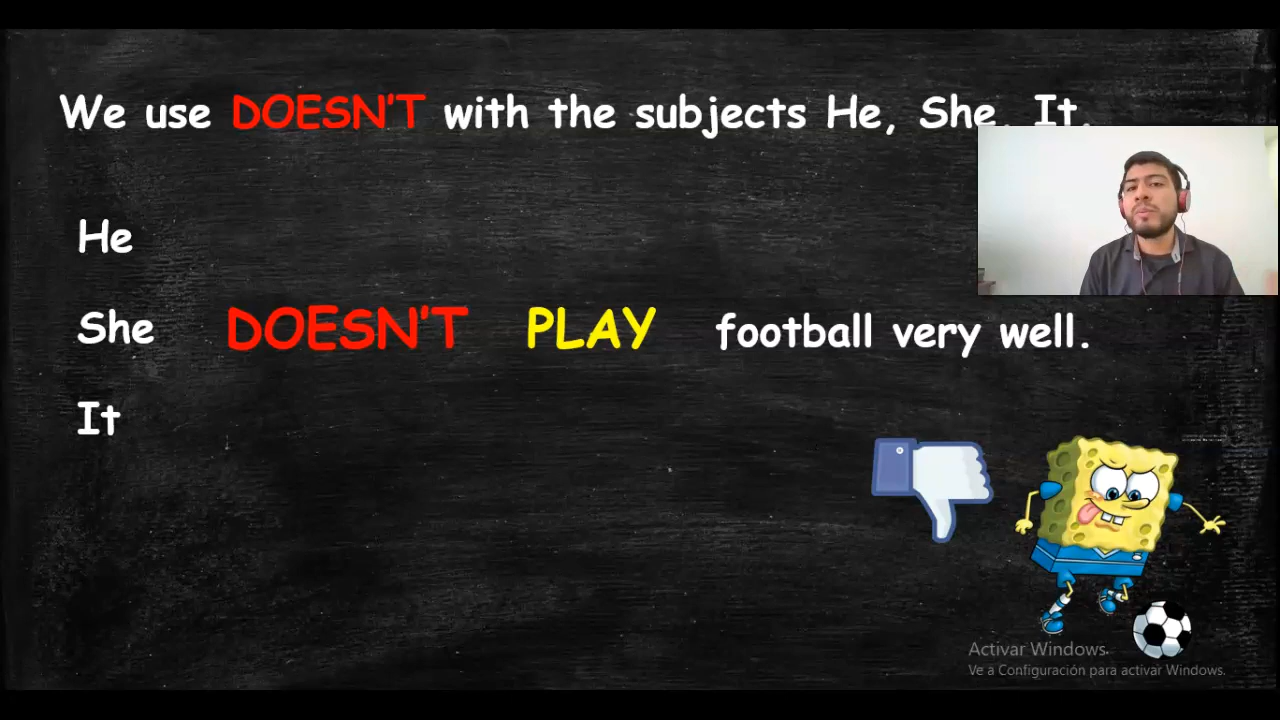 We use DOESN'T with the subjects He, She, It.
He
She DOESN'T PLAY football very well.
It
Activar Windows
Ve a Configuración para activar Windows.